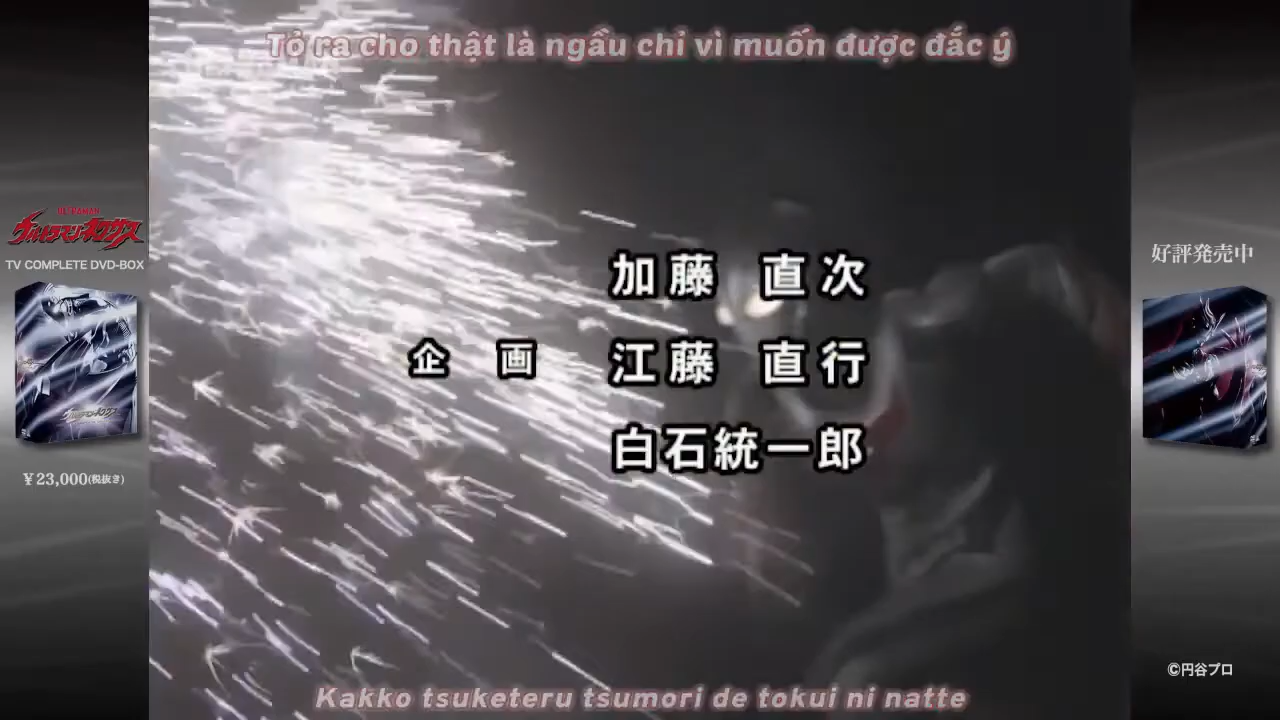 Tỏ ra cho thật là ngầu chỉ vì muốn được đắc ý
ULTRAMAN
ウルトラマンネクサス
TV COMPLETE DVD-BOX
¥23,000(税抜き)
加藤 直次
企 画 江藤 直行
白石統一郎
好評発売中
©円谷プロ
Kakko tsuketeru tsumori de tokui ni natte